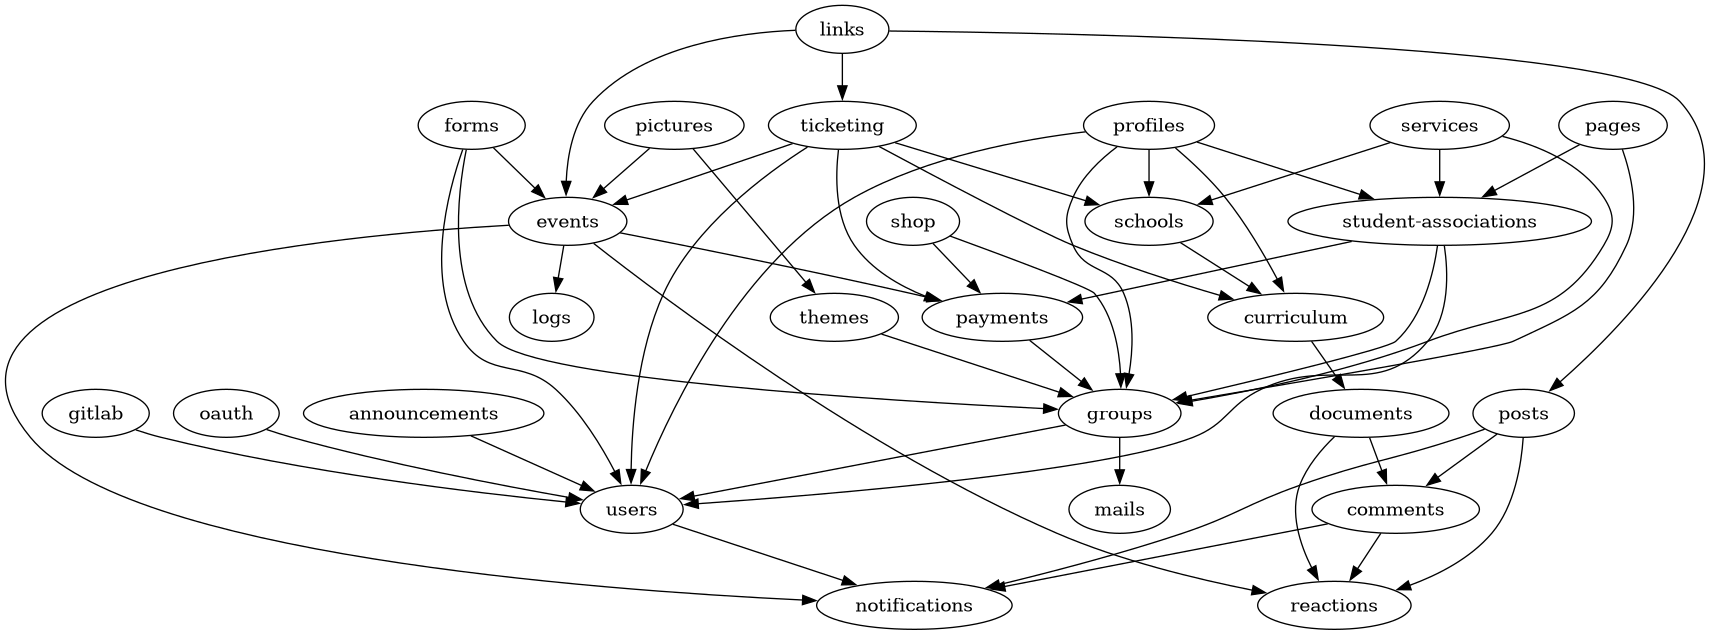 links
forms
pictures
ticketing
profiles
services
pages
events
shop
schools
student-associations
logs
themes
payments
curriculum
gitlab
oauth
announcements
groups
documents
posts
users
mails
comments
notifications
reactions